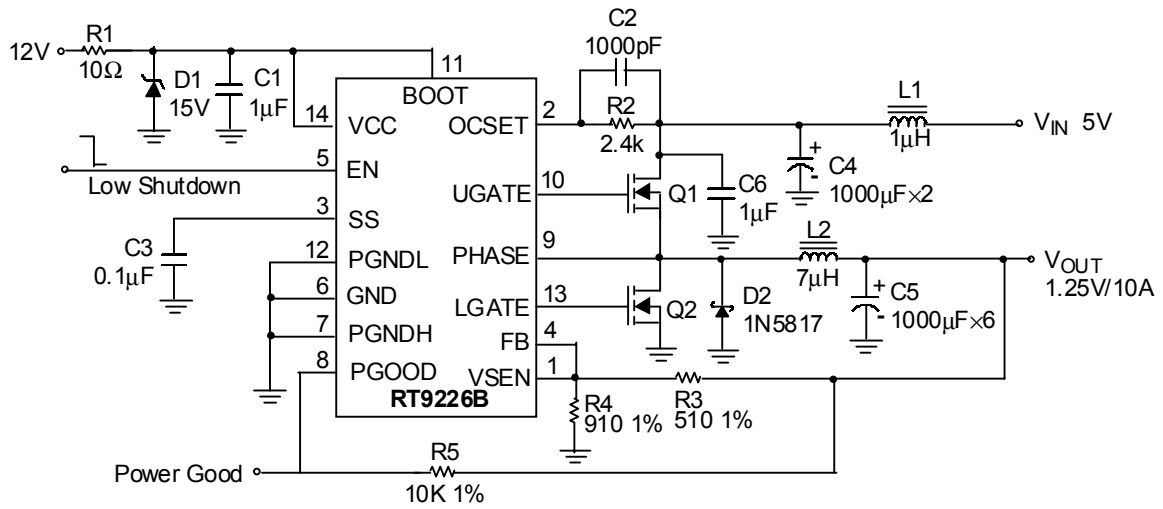 C2
1000pF
R1
12V
10Ω
D1
15V
C1
1μF
11
BOOT
14
VCC
2
OCSET
R2
2.4k
L1
1μH
V_IN 5V
5
EN
Low Shutdown
10
UGATE
Q1
C6
1μF
+
-
C4
1000μF×2
3
SS
C3
0.1μF
12
PGNDL
9
PHASE
L2
7μH
V_OUT
1.25V/10A
6
GND
13
LGATE
Q2
D2
1N5817
+
-
C5
1000μF×6
7
PGNDH
4
FB
8
PGOOD
1
VSEN
RT9226B
R4
910 1%
R3
510 1%
Power Good
R5
10K 1%